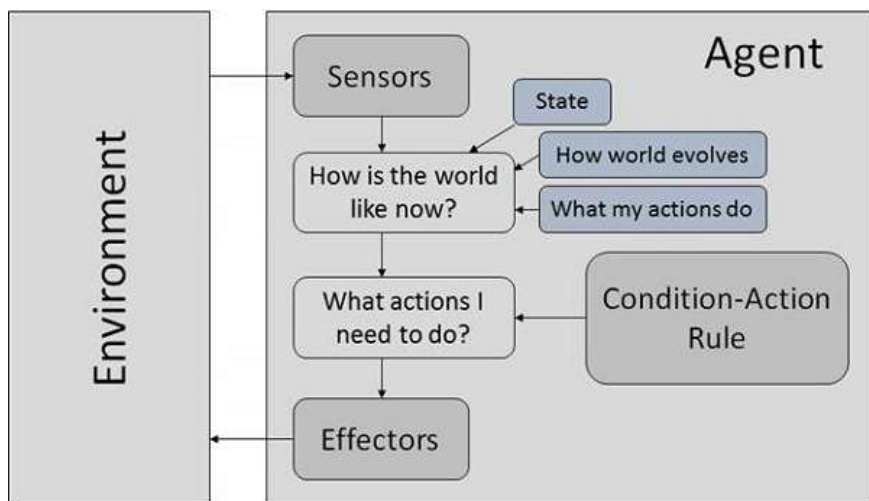 Environment
Agent
Sensors
State
How world evolves
What my actions do
How is the world
like now?
What actions I
need to do?
Condition-Action
Rule
Effectors